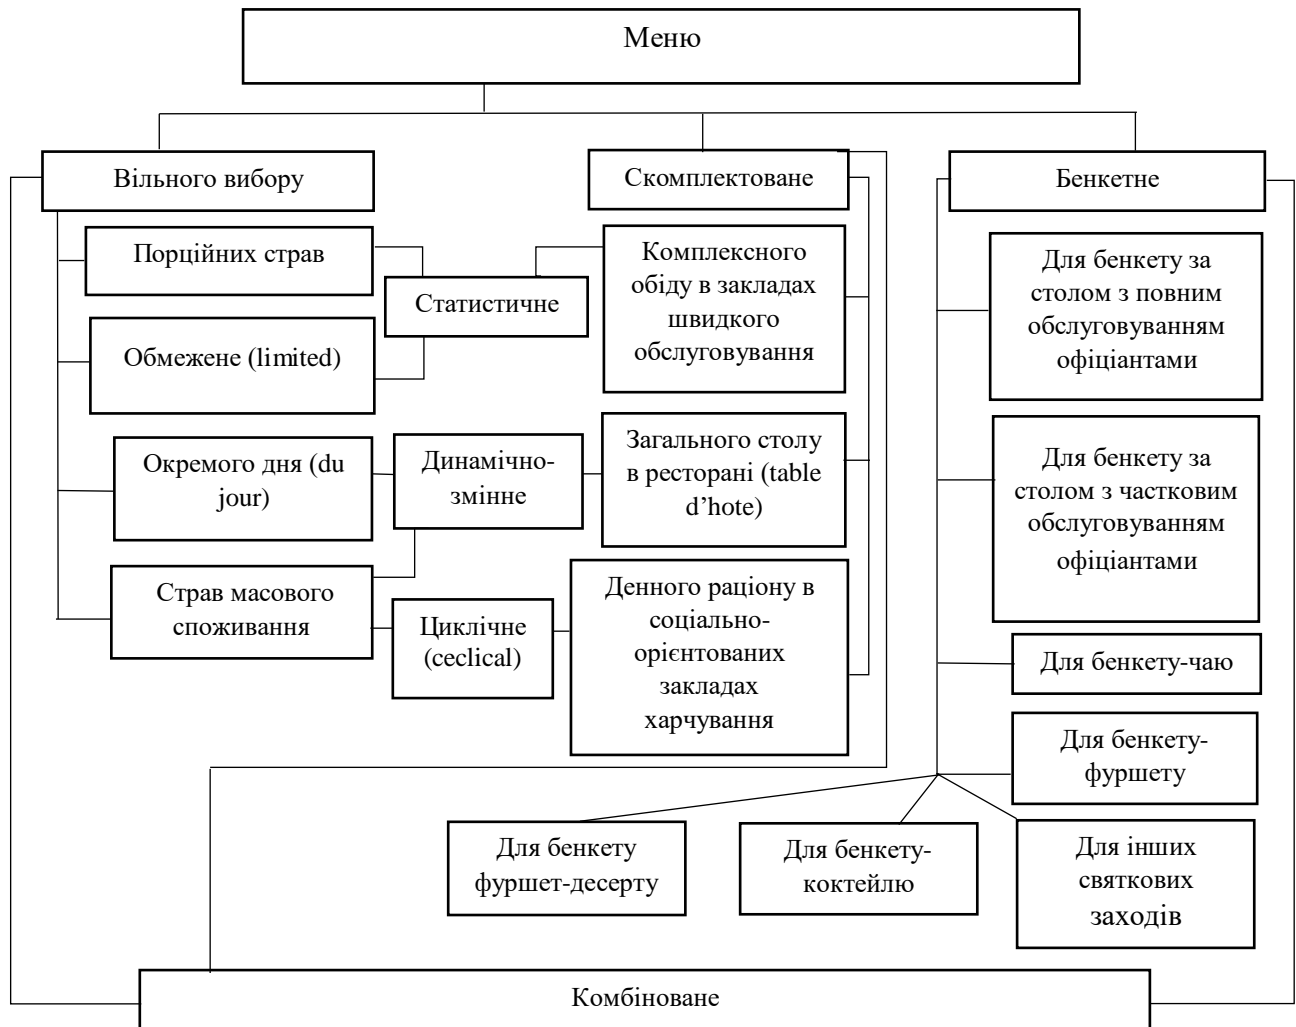 Меню
Вільного вибору
Скомплектоване
Бенкетне
Порційних страв
Статистичне
Комплексного
обіду в закладах
швидкого
обслуговування
Для бенкету за
столом з повним
обслуговуванням
офіціантами
Обмежене (limited)
Окремого дня (du
jour)
Динамічно-
змінне
Загального столу
в ресторані (table
d’hote)
Для бенкету за
столом з частковим
обслуговуванням
офіціантами
Страв масового
споживання
Циклічне
(ceclical)
Денного раціону в
соціально-
орієнтованих
закладах
харчування
Для бенкету-чаю
Для бенкету-
фуршету
Для бенкету
фуршет-десерту
Для бенкету-
коктейлю
Для інших
святкових
заходів
Комбіноване